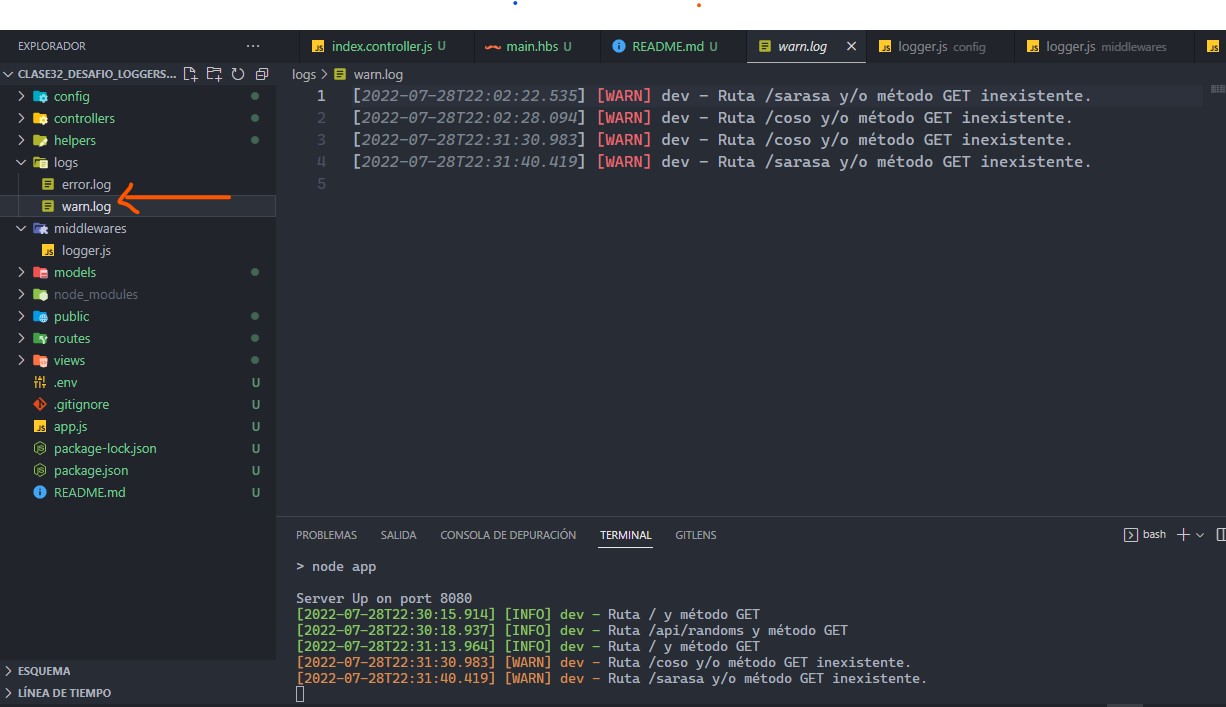 EXPLORADOR ···
index.controller.js U main.hbs U README.md U warn.log logger.js config logger.js middlewares
CLASE32_DESAFIO_LOGGERS...
logs > warn.log
config
controllers
helpers
logs
error.log
warn.log
middlewares
logger.js
models
node_modules
public
routes
views
.env U
.gitignore U
app.js U
package-lock.json U
package.json U
README.md U
ESQUEMA
LÍNEA DE TIEMPO
1 [2022-07-28T22:02:22.535] [WARN] dev - Ruta /sarasa y/o método GET inexistente.
2 [2022-07-28T22:02:28.094] [WARN] dev - Ruta /coso y/o método GET inexistente.
3 [2022-07-28T22:31:30.983] [WARN] dev - Ruta /coso y/o método GET inexistente.
4 [2022-07-28T22:31:40.419] [WARN] dev - Ruta /sarasa y/o método GET inexistente.
5
PROBLEMAS SALIDA CONSOLA DE DEPURACIÓN TERMINAL GITLENS bash
> node app
Server Up on port 8080
[2022-07-28T22:30:15.914] [INFO] dev - Ruta / y método GET
[2022-07-28T22:30:18.937] [INFO] dev - Ruta /api/randoms y método GET
[2022-07-28T22:31:13.964] [INFO] dev - Ruta / y método GET
[2022-07-28T22:31:30.983] [WARN] dev - Ruta /coso y/o método GET inexistente.
[2022-07-28T22:31:40.419] [WARN] dev - Ruta /sarasa y/o método GET inexistente.